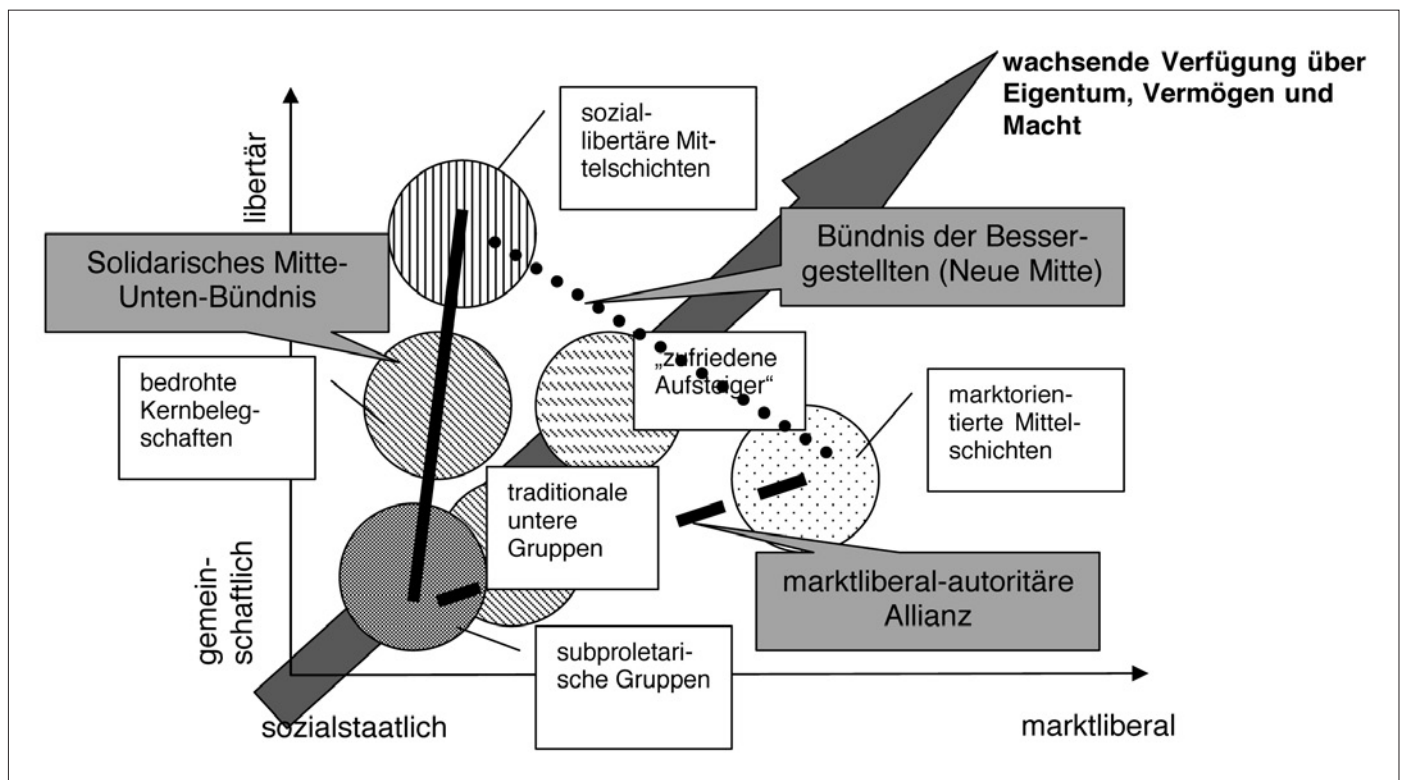 wachsende Verfügung über
Eigentum, Vermögen und
Macht
sozial-
libertäre Mit-
telschichten
libertär
Solidarisches Mitte-
Unten-Bündnis
Bündnis der Besser-
gestellten (Neue Mitte)
bedrohte
Kernbeleg-
schaften
„zufriedene
Aufsteiger“
marktorien-
tierte Mittel-
schichten
traditionale
untere
Gruppen
gemein-
schaftlich
marktliberal-autoritäre
Allianz
subproletari-
sche Gruppen
sozialstaatlich
marktliberal